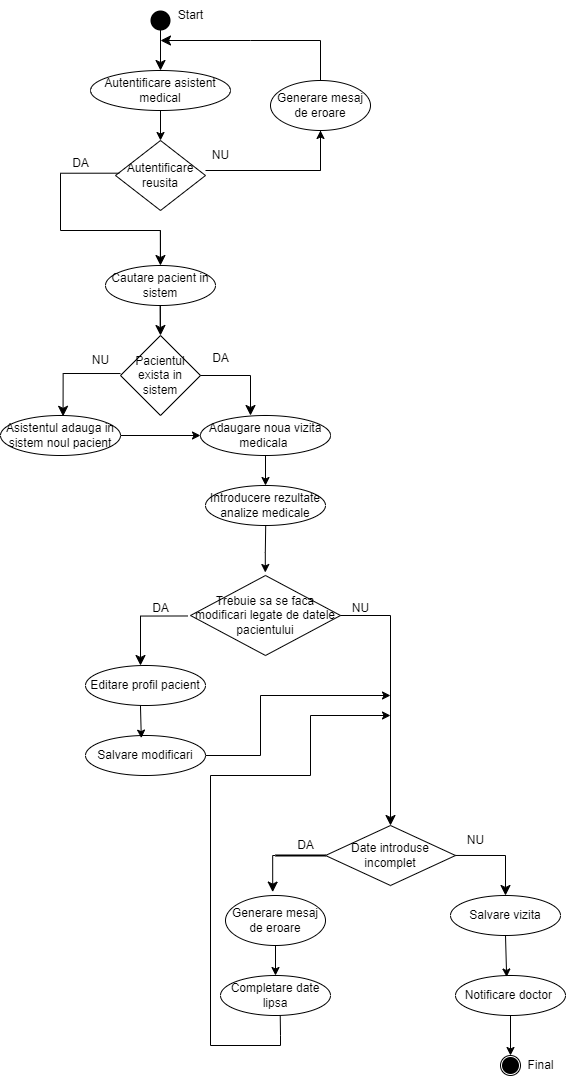 Start
Autentificare asistent
medical
Generare mesaj
de eroare
DA
NU
Autentificare
reusita
Cautare pacient in
sistem
NU
DA
Pacientul
exista in
sistem
Asistentul adauga in
sistem noul pacient
Adaugare noua vizita
medicala
Introducere rezultate
analize medicale
DA
NU
Trebuie sa se faca
modificari legate de datele
pacientului
Editare profil pacient
Salvare modificari
DA
NU
Date introduse
incomplet
Generare mesaj
de eroare
Salvare vizita
Completare date
lipsa
Notificare doctor
Final